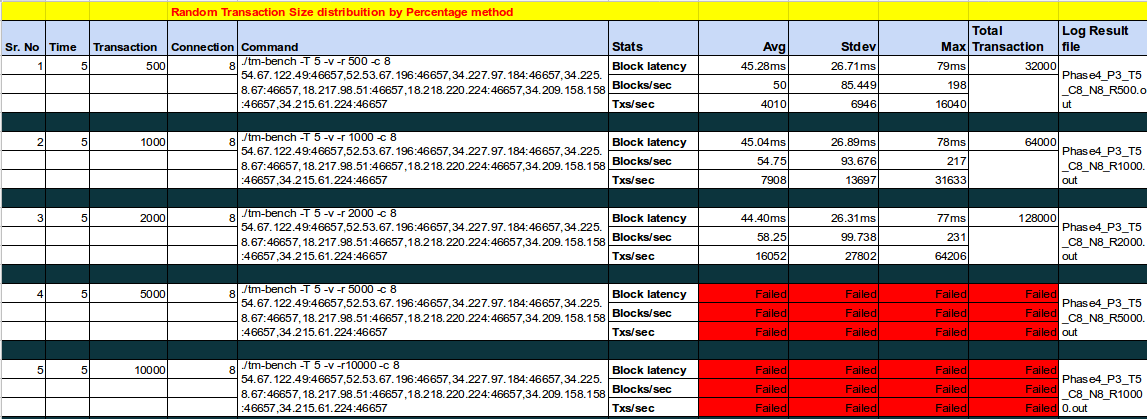 Random Transaction Size distribuition by Percentage method
Sr. No Time Transaction Connection Command Stats Avg Stdev Max Total Transaction Log Result file
1 5 500 8 ./tm-bench -T 5 -v -r 500 -c 8
54.67.122.49:46657,52.53.67.196:46657,34.227.97.184:46657,34.225.
8.67:46657,18.217.98.51:46657,18.218.220.224:46657,34.209.158.158
:46657,34.215.61.224:46657
Block latency 45.28ms 26.71ms 79ms 32000
Blocks/sec 50 85.449 198
Txs/sec 4010 6946 16040
Phase4_P3_T5
_C8_N8_R500.o
ut
2 5 1000 8 ./tm-bench -T 5 -v -r 1000 -c 8
54.67.122.49:46657,52.53.67.196:46657,34.227.97.184:46657,34.225.
8.67:46657,18.217.98.51:46657,18.218.220.224:46657,34.209.158.158
:46657,34.215.61.224:46657
Block latency 45.04ms 26.89ms 78ms 64000
Blocks/sec 54.75 93.676 217
Txs/sec 7908 13697 31633
Phase4_P3_T5
_C8_N8_R1000.
out
3 5 2000 8 ./tm-bench -T 5 -v -r 2000 -c 8
54.67.122.49:46657,52.53.67.196:46657,34.227.97.184:46657,34.225.
8.67:46657,18.217.98.51:46657,18.218.220.224:46657,34.209.158.158
:46657,34.215.61.224:46657
Block latency 44.40ms 26.31ms 77ms 128000
Blocks/sec 58.25 99.738 231
Txs/sec 16052 27802 64206
Phase4_P3_T5
_C8_N8_R2000.
out
4 5 5000 8 ./tm-bench -T 5 -v -r 5000 -c 8
54.67.122.49:46657,52.53.67.196:46657,34.227.97.184:46657,34.225.
8.67:46657,18.217.98.51:46657,18.218.220.224:46657,34.209.158.158
:46657,34.215.61.224:46657
Block latency Failed Failed Failed Failed
Blocks/sec Failed Failed Failed Failed
Txs/sec Failed Failed Failed Failed
Phase4_P3_T5
_C8_N8_R5000.
out
5 5 10000 8 ./tm-bench -T 5 -v -r10000 -c 8
54.67.122.49:46657,52.53.67.196:46657,34.227.97.184:46657,34.225.
8.67:46657,18.217.98.51:46657,18.218.220.224:46657,34.209.158.158
:46657,34.215.61.224:46657
Block latency Failed Failed Failed Failed
Blocks/sec Failed Failed Failed Failed
Txs/sec Failed Failed Failed Failed
Phase4_P3_T5
_C8_N8_R1000
0.out